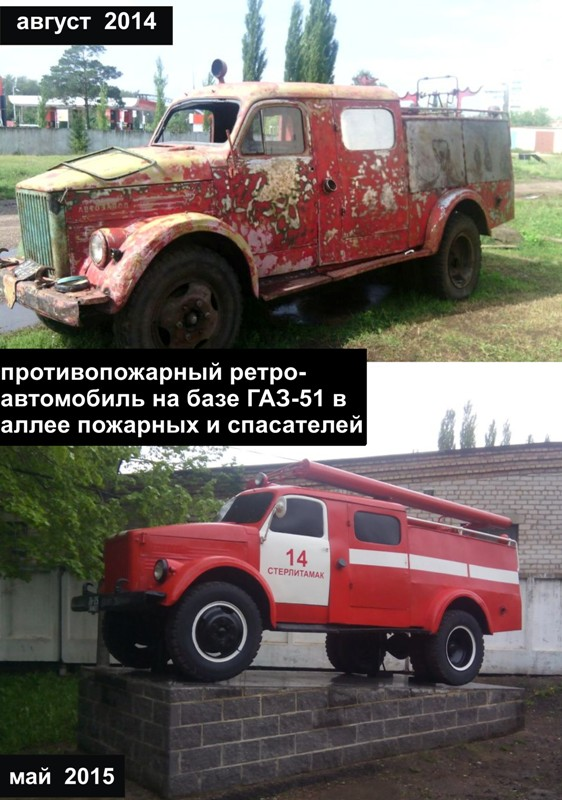 август 2014
противопожарный ретро-
автомобиль на базе ГАЗ-51 в
аллее пожарных и спасателей
14
СТЕРЛИТАМАК
май 2015